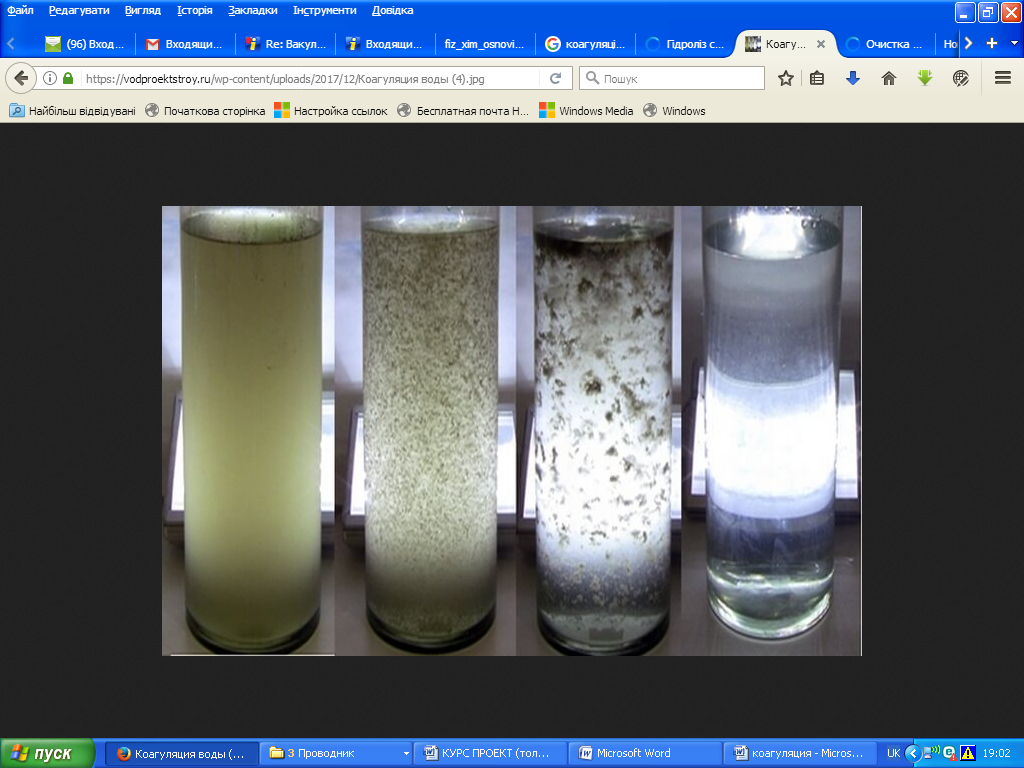 Файл Редагувати Вигляд Історія Закладки Інструменти Довідка
(96) Вход... Входящи... Re: Вакул... Входящи... fiz_xim_osnovi... коагуляці... Гідроліз с... Коагу... Очистка ... Но
https://vodproektstroy.ru/wp-content/uploads/2017/12/Коагуляция воды (4).jpg Пошук
Найбільш відвідувані Початкова сторінка Настройка ссылок Бесплатная почта Н... Windows Media Windows
пуск Коагуляция воды (... 3 Проводник КУРС ПРОЕКТ (тол... Microsoft Word коагуляция - Micros... UK 19:02